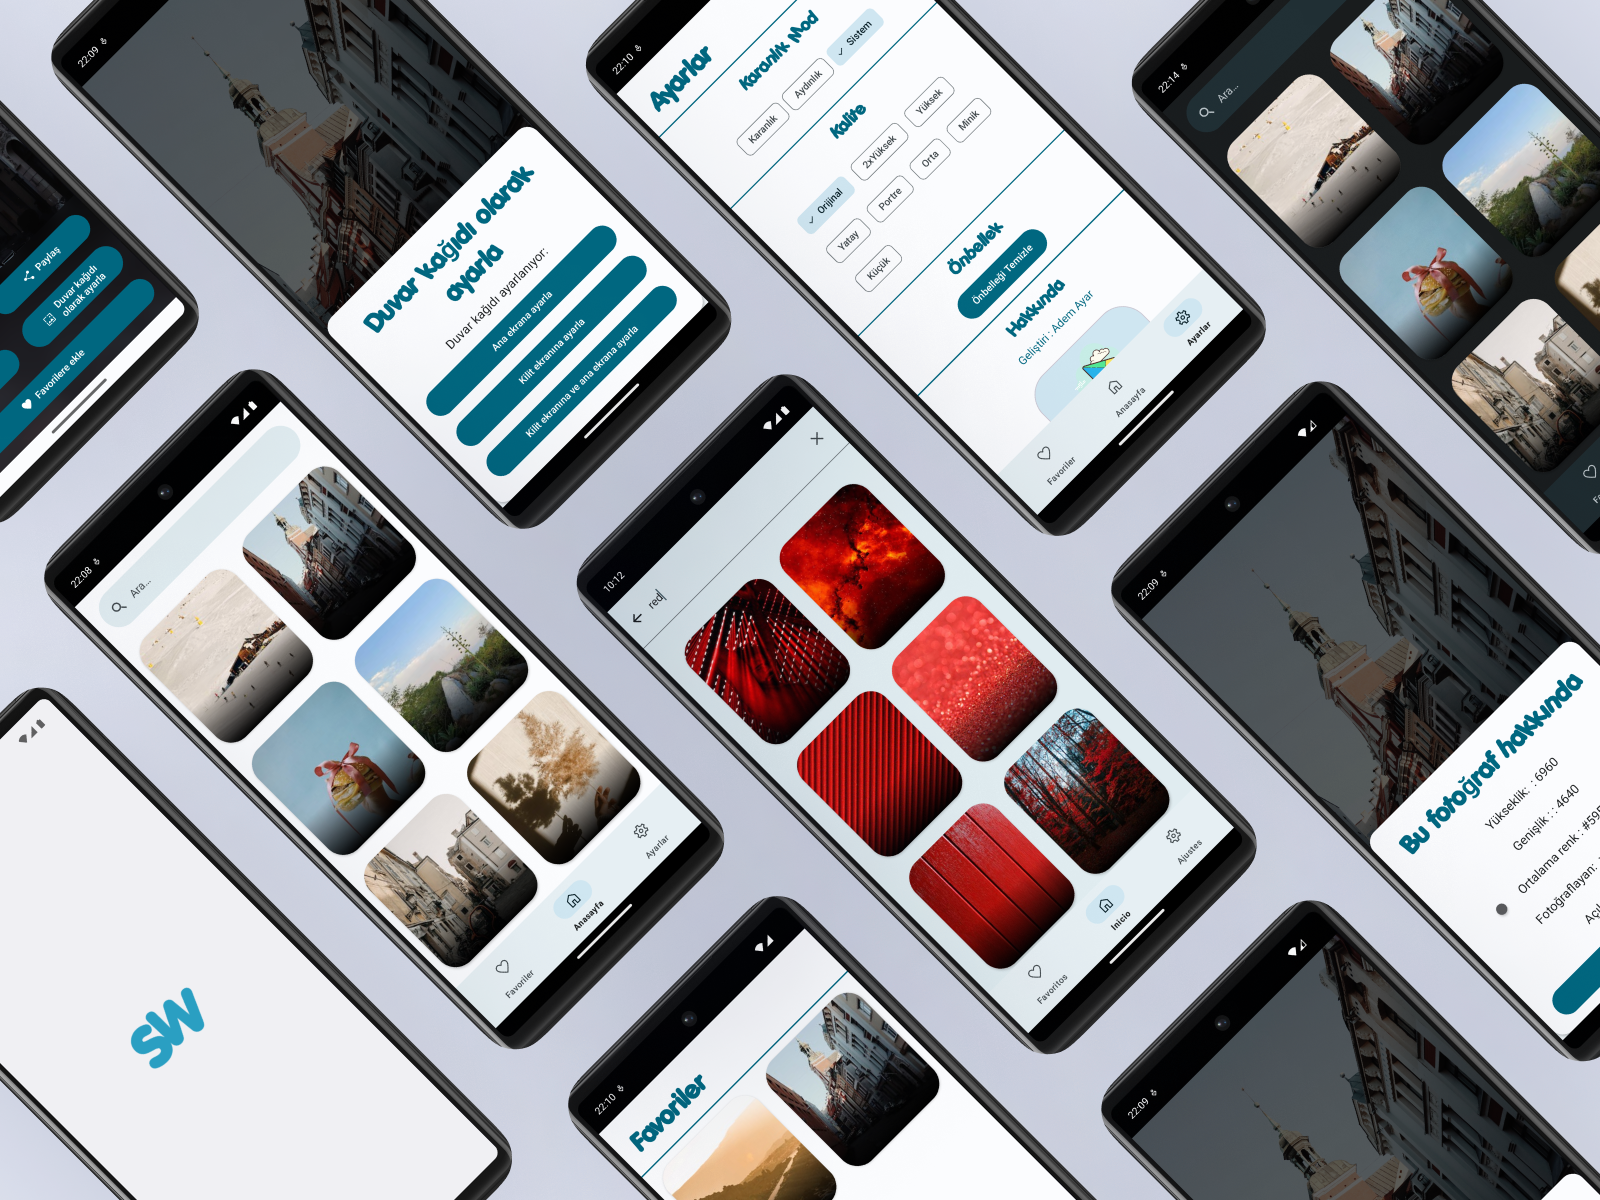 Paylaş
Duvar kağıdı
olarak ayarla
Favorilere ekle
22:09
Duvar kağıdı olarak
ayarla
Duvar kağıdı ayarlanıyor:
Ana ekrana ayarla
Kilit ekranına ayarla
Kilit ekranına ve ana ekrana ayarla
22:10
Ayarlar
Karanlık Mod
Karanlık
Aydınlık
Sistem
Kalite
Orijinal
2xYüksek
Yüksek
Yatay
Portre
Orta
Minik
Küçük
Önbellek
Önbelleği Temizle
Hakkında
Geliştiri : Adem Ayar
Favoriler
Anasayfa
Ayarlar
22:14
Ara...
22:08
Ara...
Favoriler
Anasayfa
Ayarlar
10:12
red
Favoritos
Inicio
Ajustes
22:09
Bu fotoğraf hakkında
Yükseklik: : 6960
Genişlik : : 4640
Ortalama renk : : #595
Fotoğraflayan:
sw
22:10
Favoriler
22:09